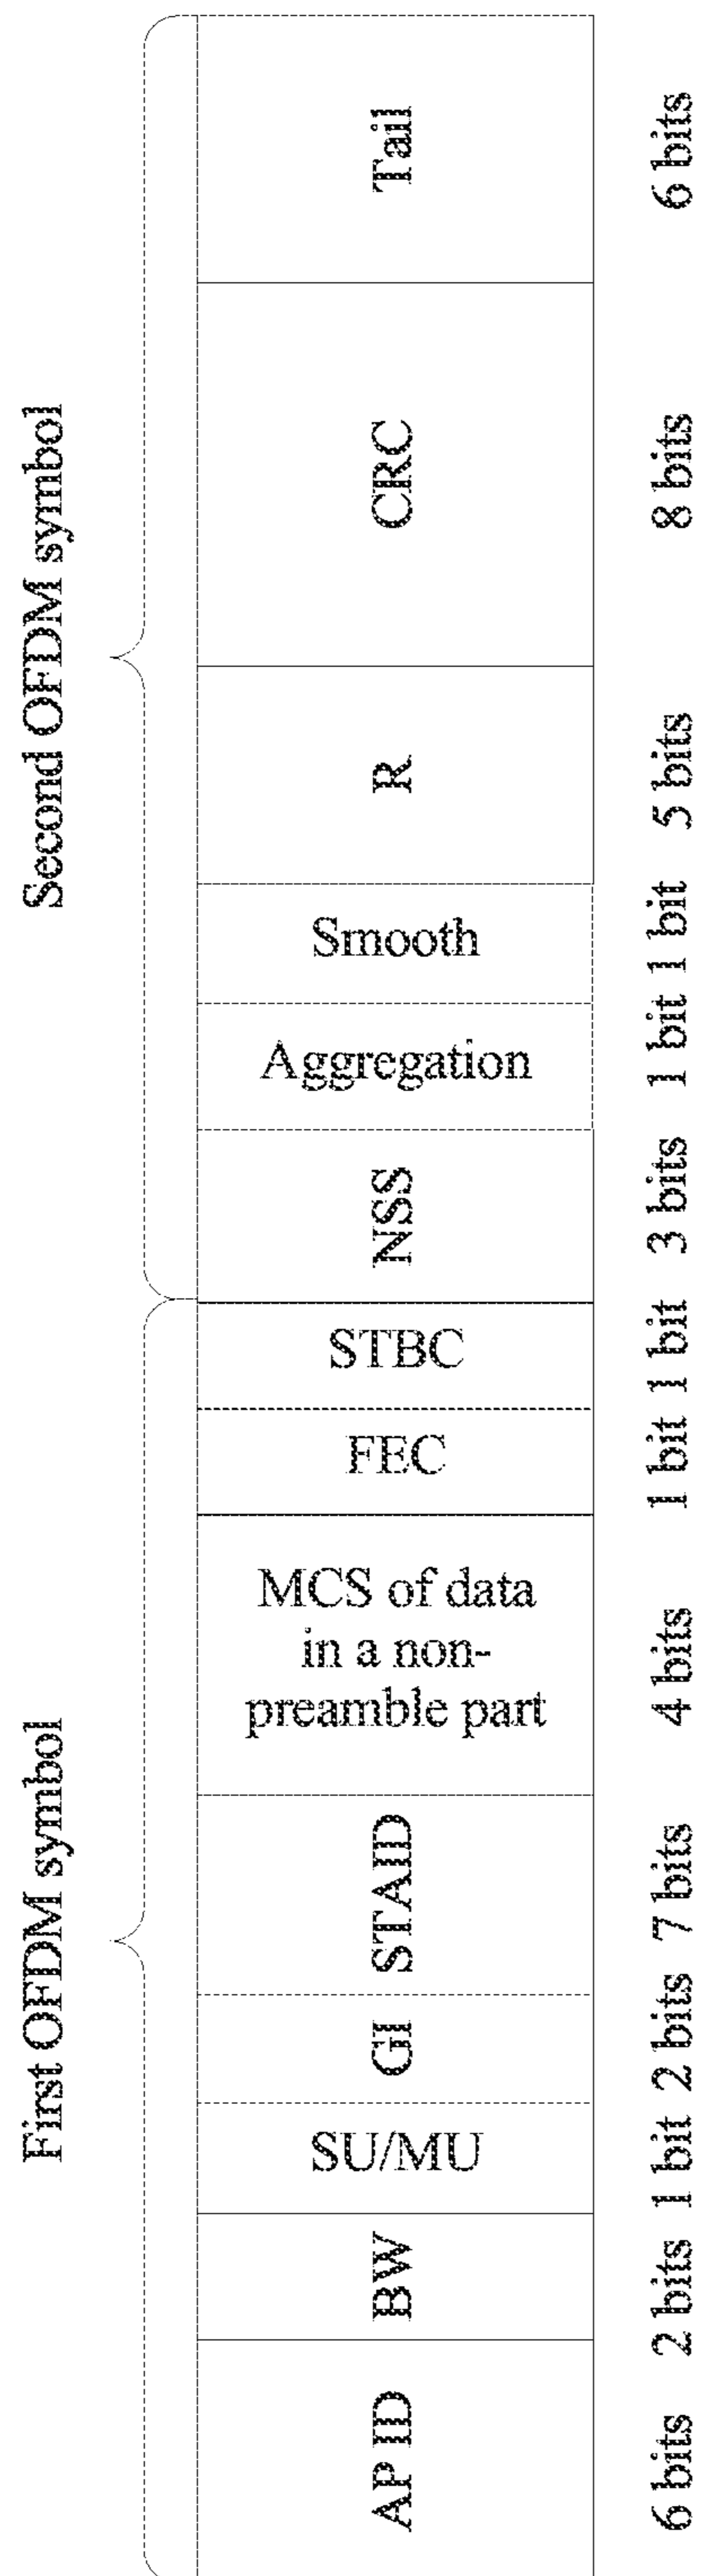 First OFDM symbol
Second OFDM symbol
AP ID
BW
SU/MU
GI
STAID
MCS of data
in a non-
preamble part
FEC
STBC
NSS
Aggregation
Smooth
R
CRC
Tail
6 bits
2 bits
1 bit
2 bits
7 bits
4 bits
1 bit
1 bit
3 bits
1 bit
1 bit
5 bits
8 bits
6 bits